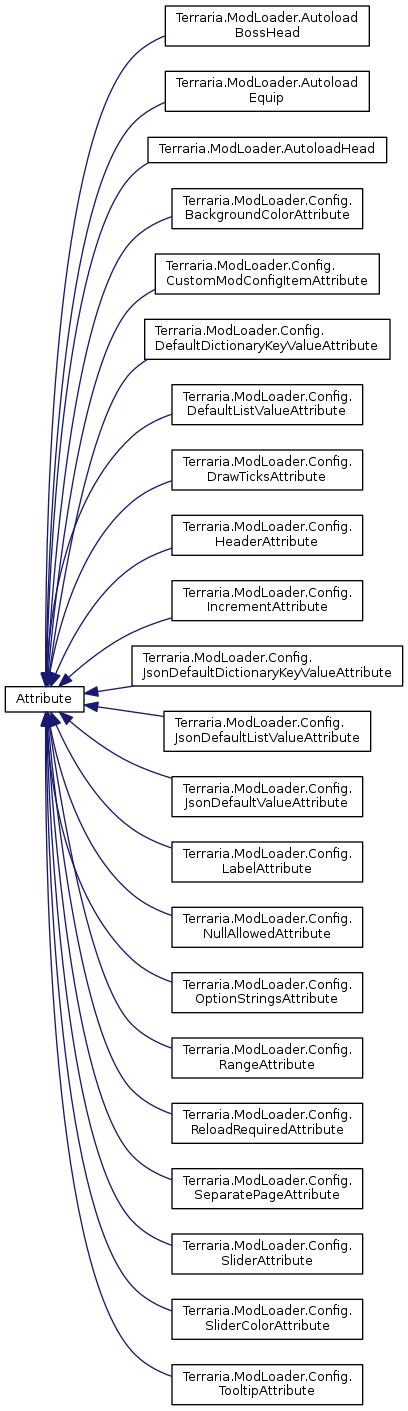 Terraria.ModLoader.Autoload
BossHead
Terraria.ModLoader.Autoload
Equip
Terraria.ModLoader.AutoloadHead
Terraria.ModLoader.Config.
BackgroundColorAttribute
Terraria.ModLoader.Config.
CustomModConfigItemAttribute
Terraria.ModLoader.Config.
DefaultDictionaryKeyValueAttribute
Terraria.ModLoader.Config.
DefaultListValueAttribute
Terraria.ModLoader.Config.
DrawTicksAttribute
Terraria.ModLoader.Config.
HeaderAttribute
Terraria.ModLoader.Config.
IncrementAttribute
Terraria.ModLoader.Config.
JsonDefaultDictionaryKeyValueAttribute
Attribute
Terraria.ModLoader.Config.
JsonDefaultListValueAttribute
Terraria.ModLoader.Config.
JsonDefaultValueAttribute
Terraria.ModLoader.Config.
LabelAttribute
Terraria.ModLoader.Config.
NullAllowedAttribute
Terraria.ModLoader.Config.
OptionStringsAttribute
Terraria.ModLoader.Config.
RangeAttribute
Terraria.ModLoader.Config.
ReloadRequiredAttribute
Terraria.ModLoader.Config.
SeparatePageAttribute
Terraria.ModLoader.Config.
SliderAttribute
Terraria.ModLoader.Config.
SliderColorAttribute
Terraria.ModLoader.Config.
TooltipAttribute